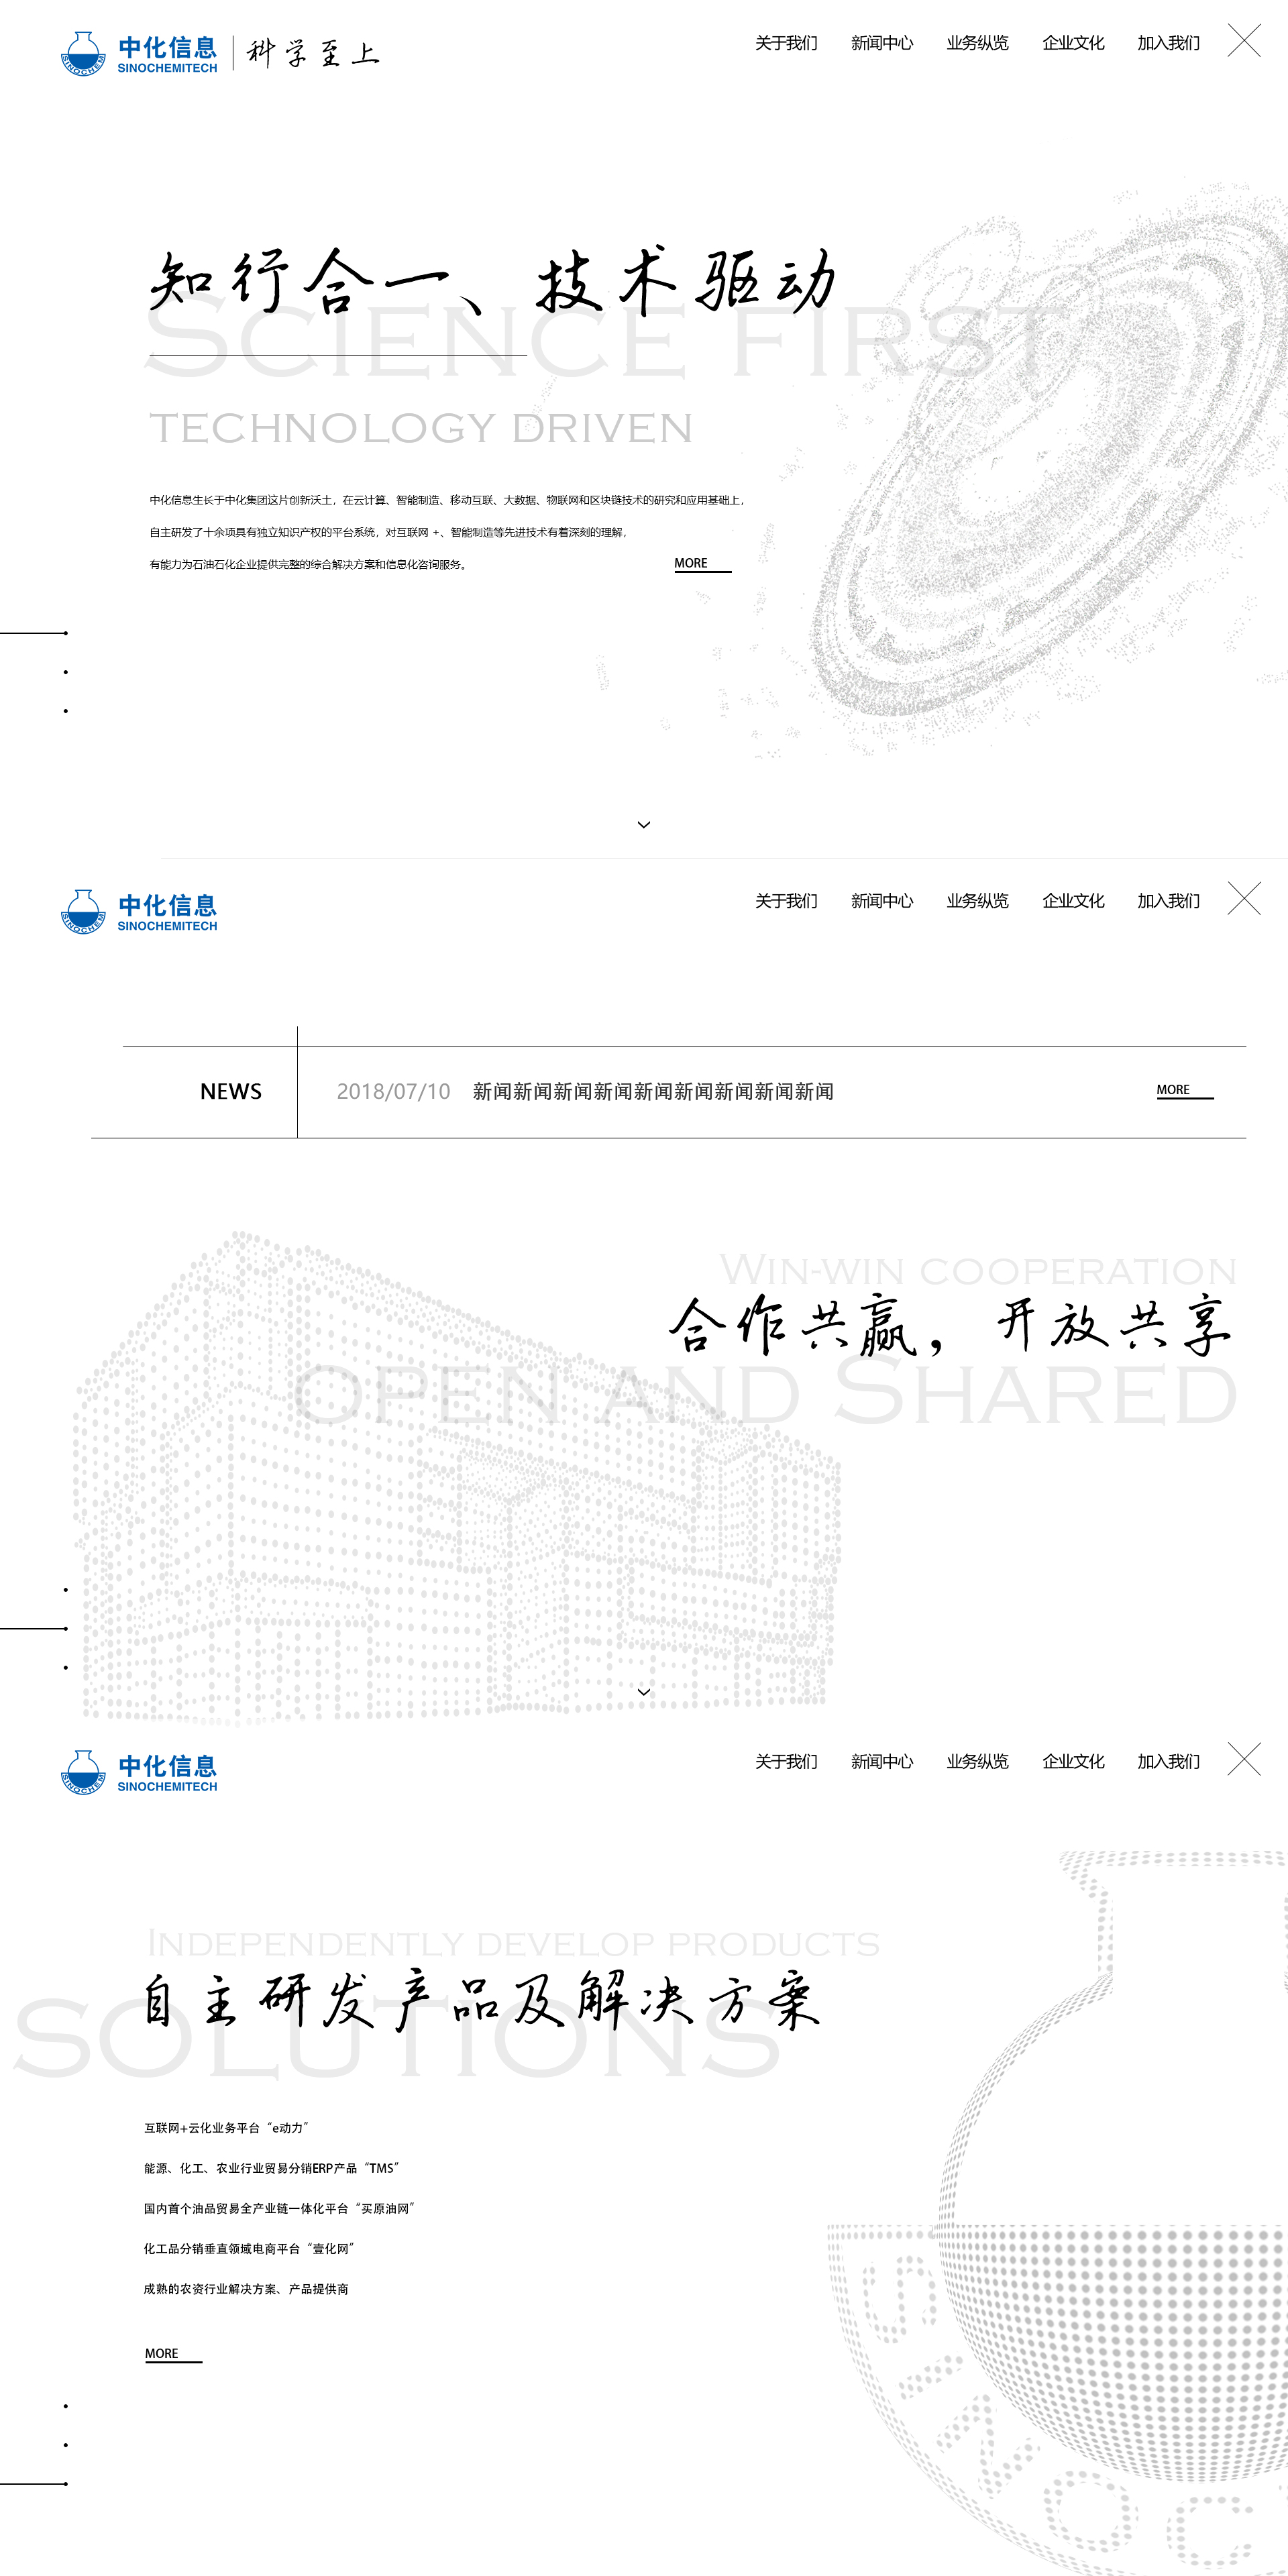 中化信息
SINOCHEMITECH
SINOCHEM
科学至上
关于我们 新闻中心 业务纵览 企业文化 加入我们
知行合一、技术驱动
SCIENCE FIRST
TECHNOLOGY DRIVEN
中化信息生长于中化集团这片创新沃土，在云计算、智能制造、移动互联、大数据、物联网和区块链技术的研究和应用基础上，
自主研发了十余项具有独立知识产权的平台系统，对互联网 +、智能制造等先进技术有着深刻的理解，
有能力为石油石化企业提供完整的综合解决方案和信息化咨询服务。
MORE
中化信息
SINOCHEMITECH
SINOCHEM
关于我们 新闻中心 业务纵览 企业文化 加入我们
NEWS 2018/07/10 新闻新闻新闻新闻新闻新闻新闻新闻新闻 MORE
WIN-WIN COOPERATION
合作共赢，开放共享
OPEN AND SHARED
中化信息
SINOCHEMITECH
SINOCHEM
关于我们 新闻中心 业务纵览 企业文化 加入我们
INDEPENDENTLY DEVELOP PRODUCTS
自主研发产品及解决方案
SOLUTIONS
互联网+云化业务平台“e动力”
能源、化工、农业行业贸易分销ERP产品“TMS”
国内首个油品贸易全产业链一体化平台“买原油网”
化工品分销垂直领域电商平台“壹化网”
成熟的农资行业解决方案、产品提供商
MORE
SINOC